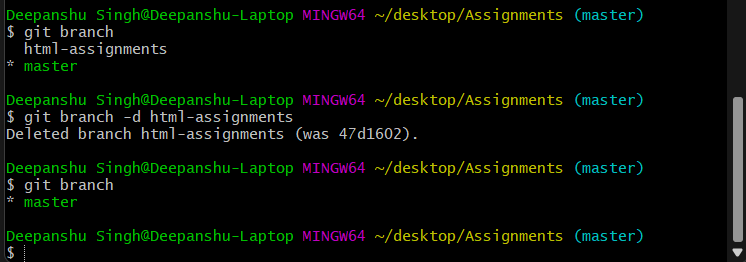 Deepanshu Singh@Deepanshu-Laptop MINGW64 ~/desktop/Assignments (master)
$ git branch
  html-assignments
* master
Deepanshu Singh@Deepanshu-Laptop MINGW64 ~/desktop/Assignments (master)
$ git branch -d html-assignments
Deleted branch html-assignments (was 47d1602).
Deepanshu Singh@Deepanshu-Laptop MINGW64 ~/desktop/Assignments (master)
$ git branch
* master
Deepanshu Singh@Deepanshu-Laptop MINGW64 ~/desktop/Assignments (master)
$